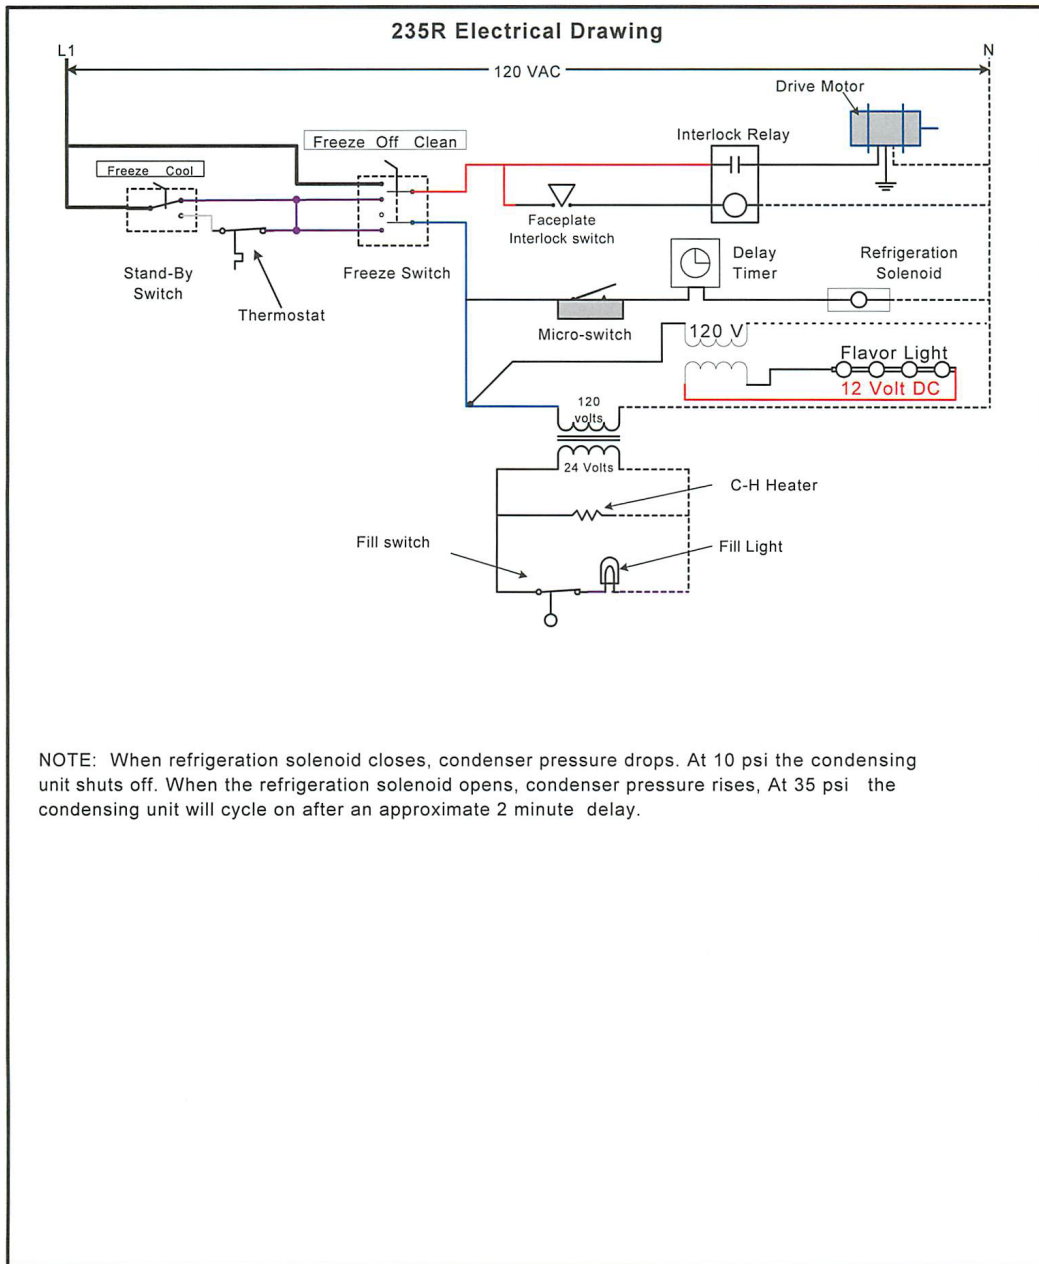 235R Electrical Drawing
L1
N
120 VAC
Drive Motor
Interlock Relay
Freeze Off Clean
Freeze Cool
Faceplate
Interlock switch
Delay
Timer
Refrigeration
Solenoid
Stand-By
Switch
Freeze Switch
Thermostat
Micro-switch
120 V
Flavor Light
12 Volt DC
120
volts
24 Volts
C-H Heater
Fill switch
Fill Light
NOTE: When refrigeration solenoid closes, condenser pressure drops. At 10 psi the condensing
unit shuts off. When the refrigeration solenoid opens, condenser pressure rises, At 35 psi the
condensing unit will cycle on after an approximate 2 minute delay.